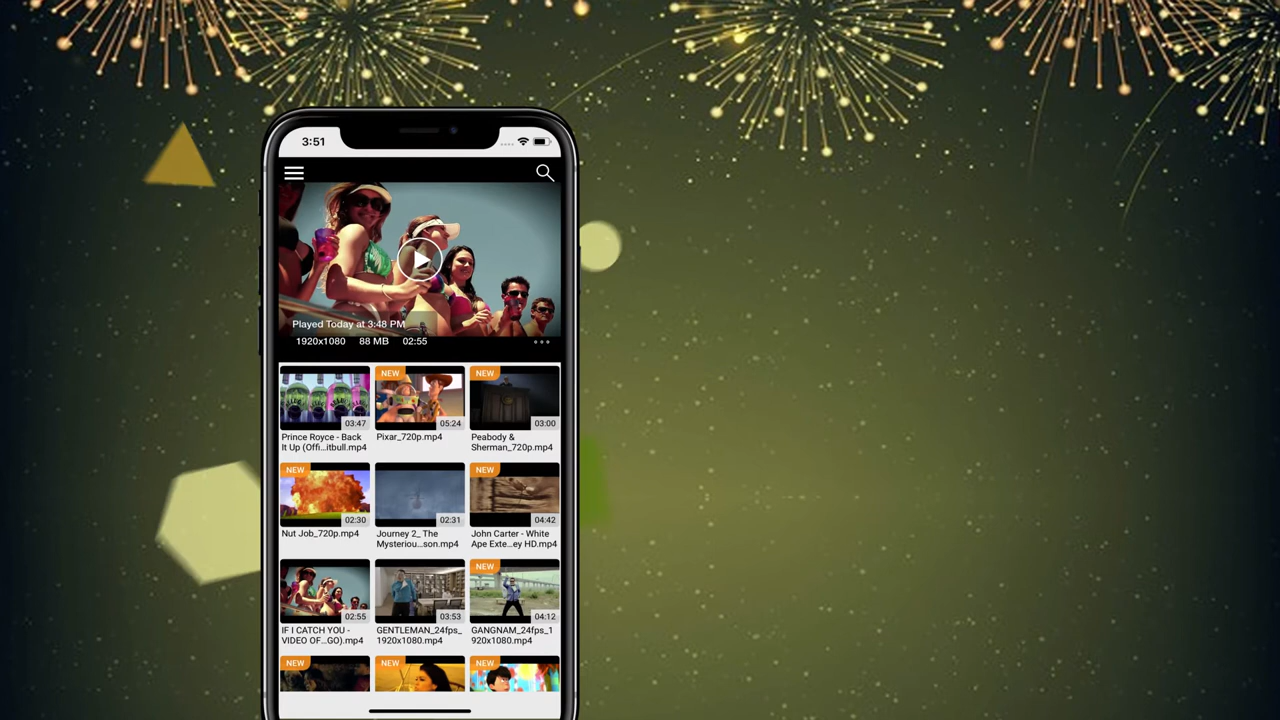 3:51
Played Today at 3:48 PM
1920x1080 88 MB 02:55
03:47
NEW
05:24
NEW
03:00
Prince Royce - Back
It Up (Offi...itbull.mp4
Pixar_720p.mp4
Peabody &
Sherman_720p.mp4
NEW
02:30
02:31
NEW
04:42
Nut Job_720p.mp4
Journey 2_ The
Mysteriou...son.mp4
John Carter - White
Ape Exte...ey HD.mp4
02:55
03:53
NEW
04:12
IF I CATCH YOU -
VIDEO OF...GO).mp4
GENTLEMAN_24fps_
1920x1080.mp4
GANGNAM_24fps_1
920x1080.mp4
NEW
NEW
NEW